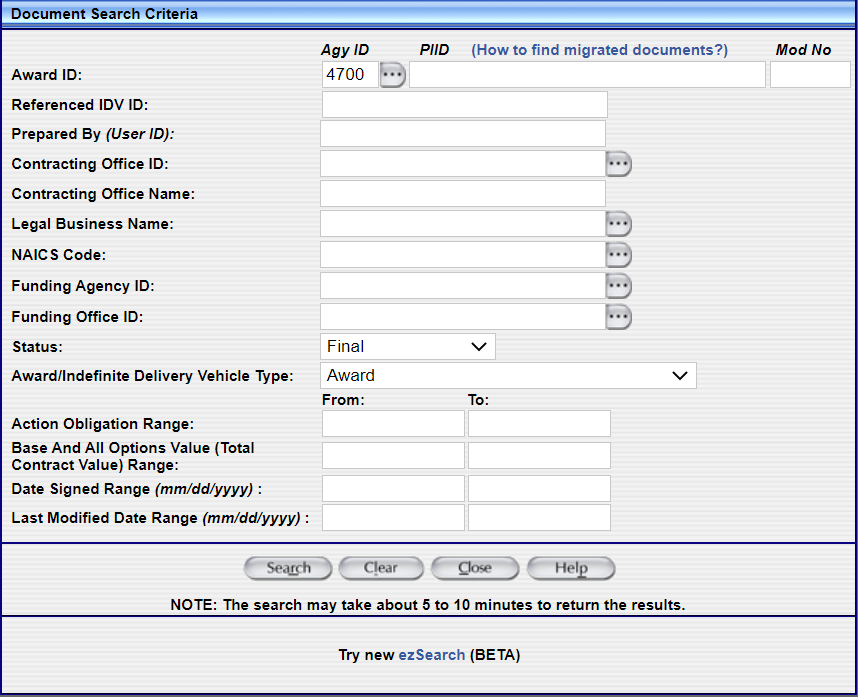 Document Search Criteria
Agy ID PIID (How to find migrated documents?) Mod No
Award ID: 4700
Referenced IDV ID:
Prepared By (User ID):
Contracting Office ID:
Contracting Office Name:
Legal Business Name:
NAICS Code:
Funding Agency ID:
Funding Office ID:
Status: Final
Award/Indefinite Delivery Vehicle Type: Award
From: To:
Action Obligation Range:
Base And All Options Value (Total
Contract Value) Range:
Date Signed Range (mm/dd/yyyy) :
Last Modified Date Range (mm/dd/yyyy) :
Search Clear Close Help
NOTE: The search may take about 5 to 10 minutes to return the results.
Try new ezSearch (BETA)